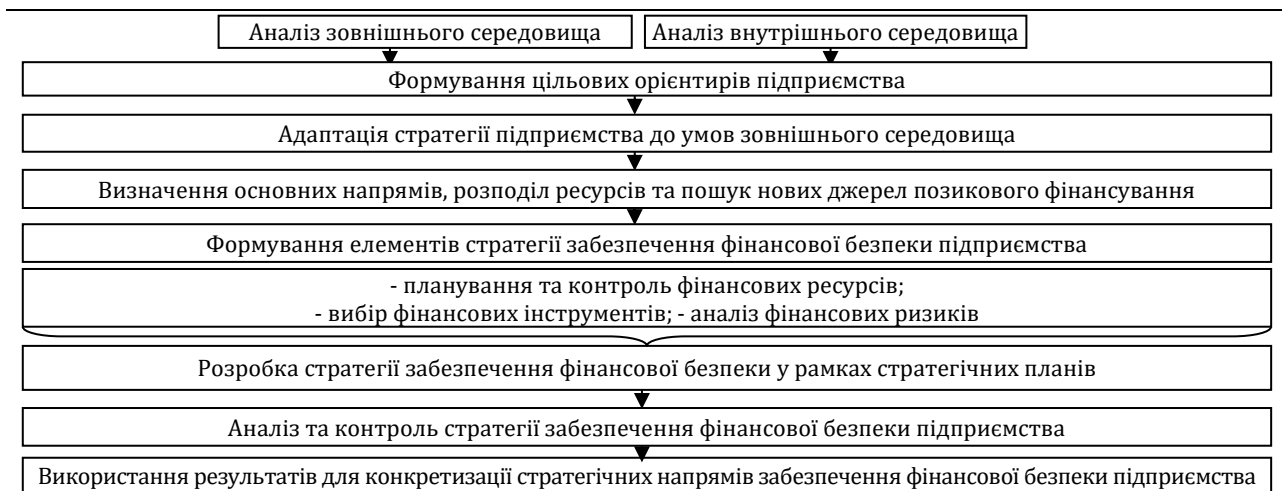 Аналіз зовнішнього середовища
Аналіз внутрішнього середовища
Формування цільових орієнтирів підприємства
Адаптація стратегії підприємства до умов зовнішнього середовища
Визначення основних напрямів, розподіл ресурсів та пошук нових джерел позикового фінансування
Формування елементів стратегії забезпечення фінансової безпеки підприємства
- планування та контроль фінансових ресурсів;
- вибір фінансових інструментів; - аналіз фінансових ризиків
Розробка стратегії забезпечення фінансової безпеки у рамках стратегічних планів
Аналіз та контроль стратегії забезпечення фінансової безпеки підприємства
Використання результатів для конкретизації стратегічних напрямів забезпечення фінансової безпеки підприємства